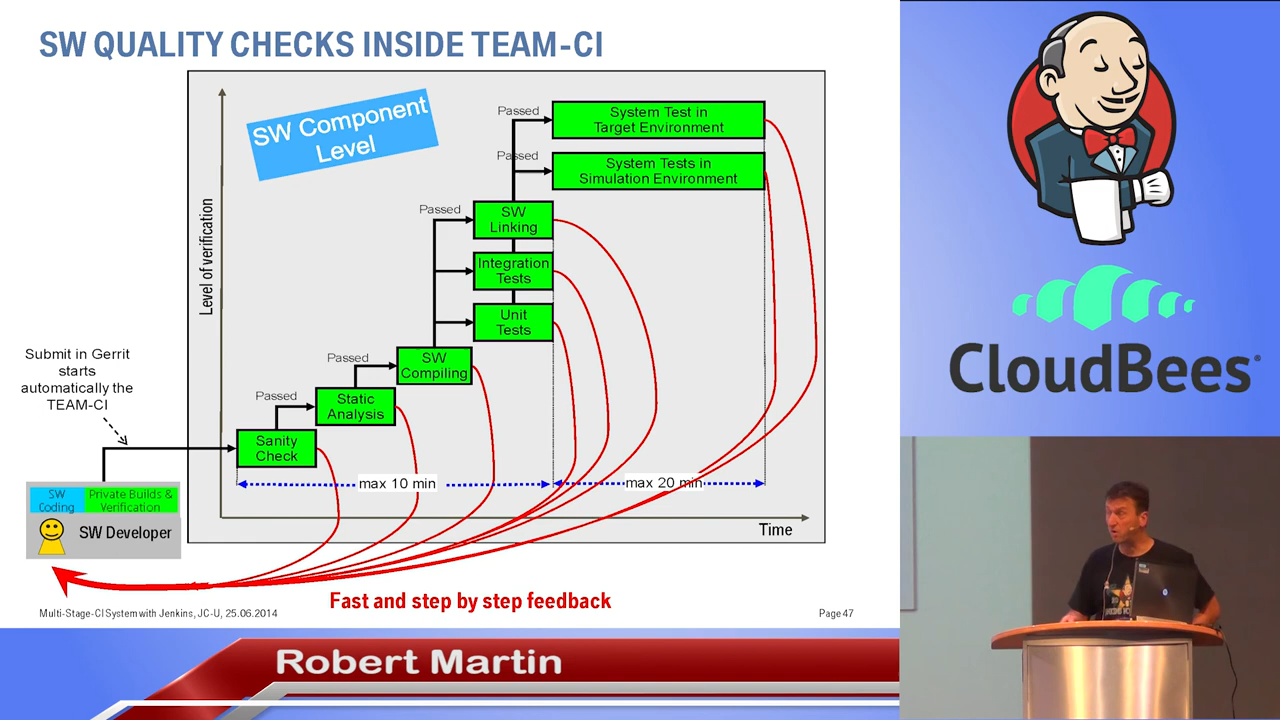 SW QUALITY CHECKS INSIDE TEAM-CI
SW Component
Level
Level of verification
Passed
System Test in
Target Environment
Passed
System Tests in
Simulation Environment
Passed
SW
Linking
Integration
Tests
Unit
Tests
Passed
SW
Compiling
Passed
Static
Analysis
Sanity
Check
Submit in Gerrit
starts
automatically the
TEAM-CI
max 10 min
max 20 min
SW
Coding
Private Builds &
Verification
SW Developer
Time
Fast and step by step feedback
Multi-Stage-CI System with Jenkins, JC-U, 25.06.2014
Page 47
Robert Martin
CloudBees